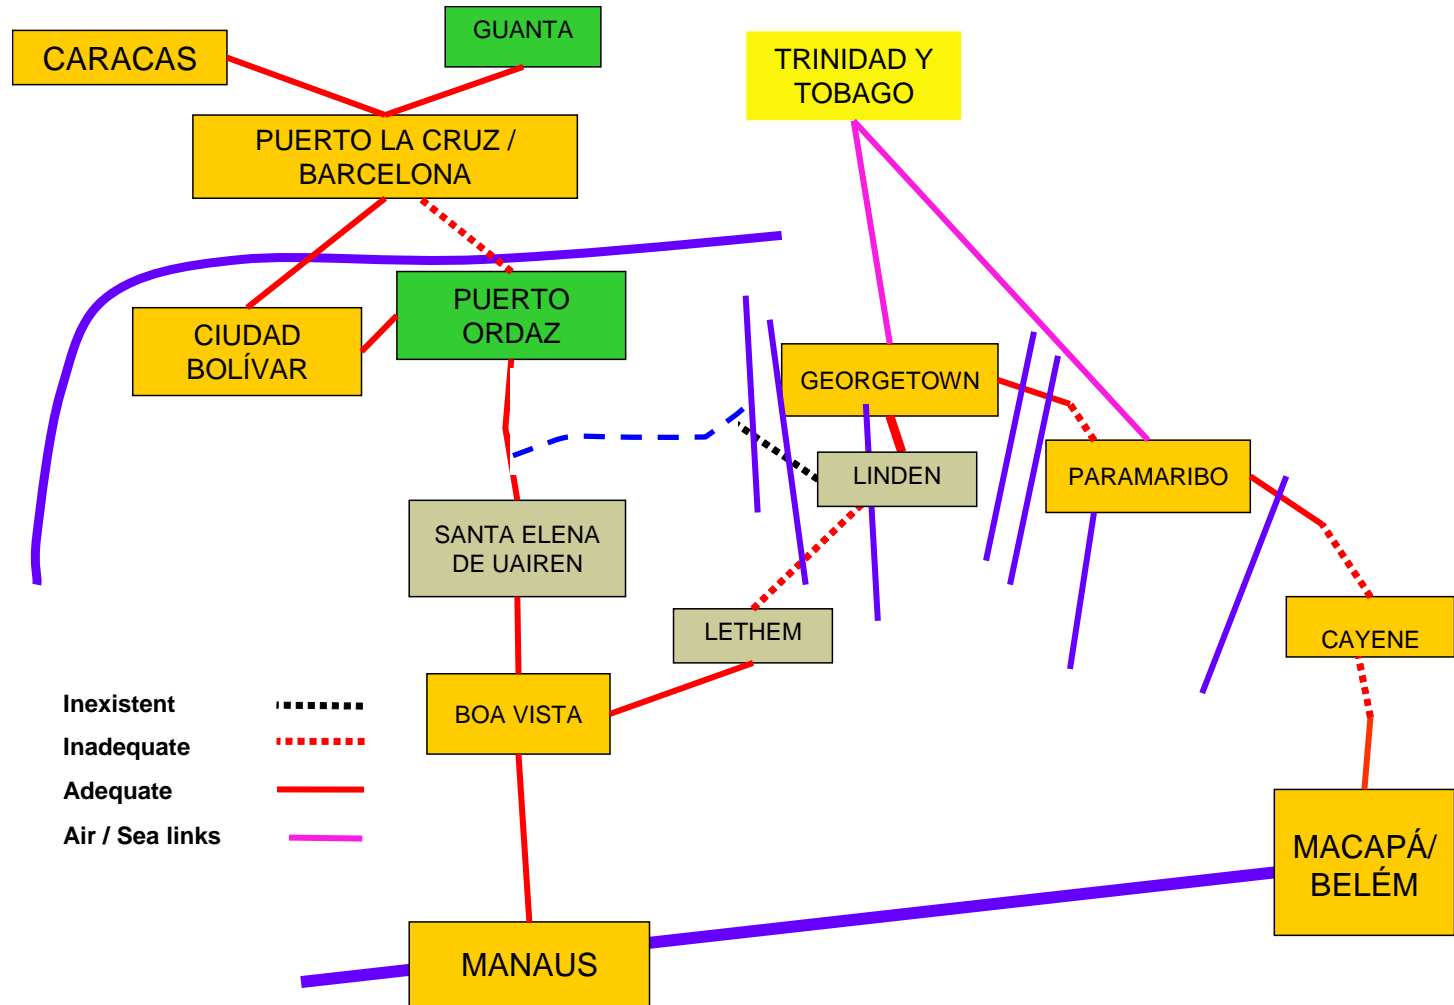 GUANTA
CARACAS
TRINIDAD Y
TOBAGO
PUERTO LA CRUZ /
BARCELONA
PUERTO
ORDAZ
CIUDAD
BOLÍVAR
GEORGETOWN
LINDEN
PARAMARIBO
SANTA ELENA
DE UAIREN
LETHEM
CAYENE
BOA VISTA
Inexistent
Inadequate
Adequate
Air / Sea links
MACAPÁ/
BELÉM
MANAUS